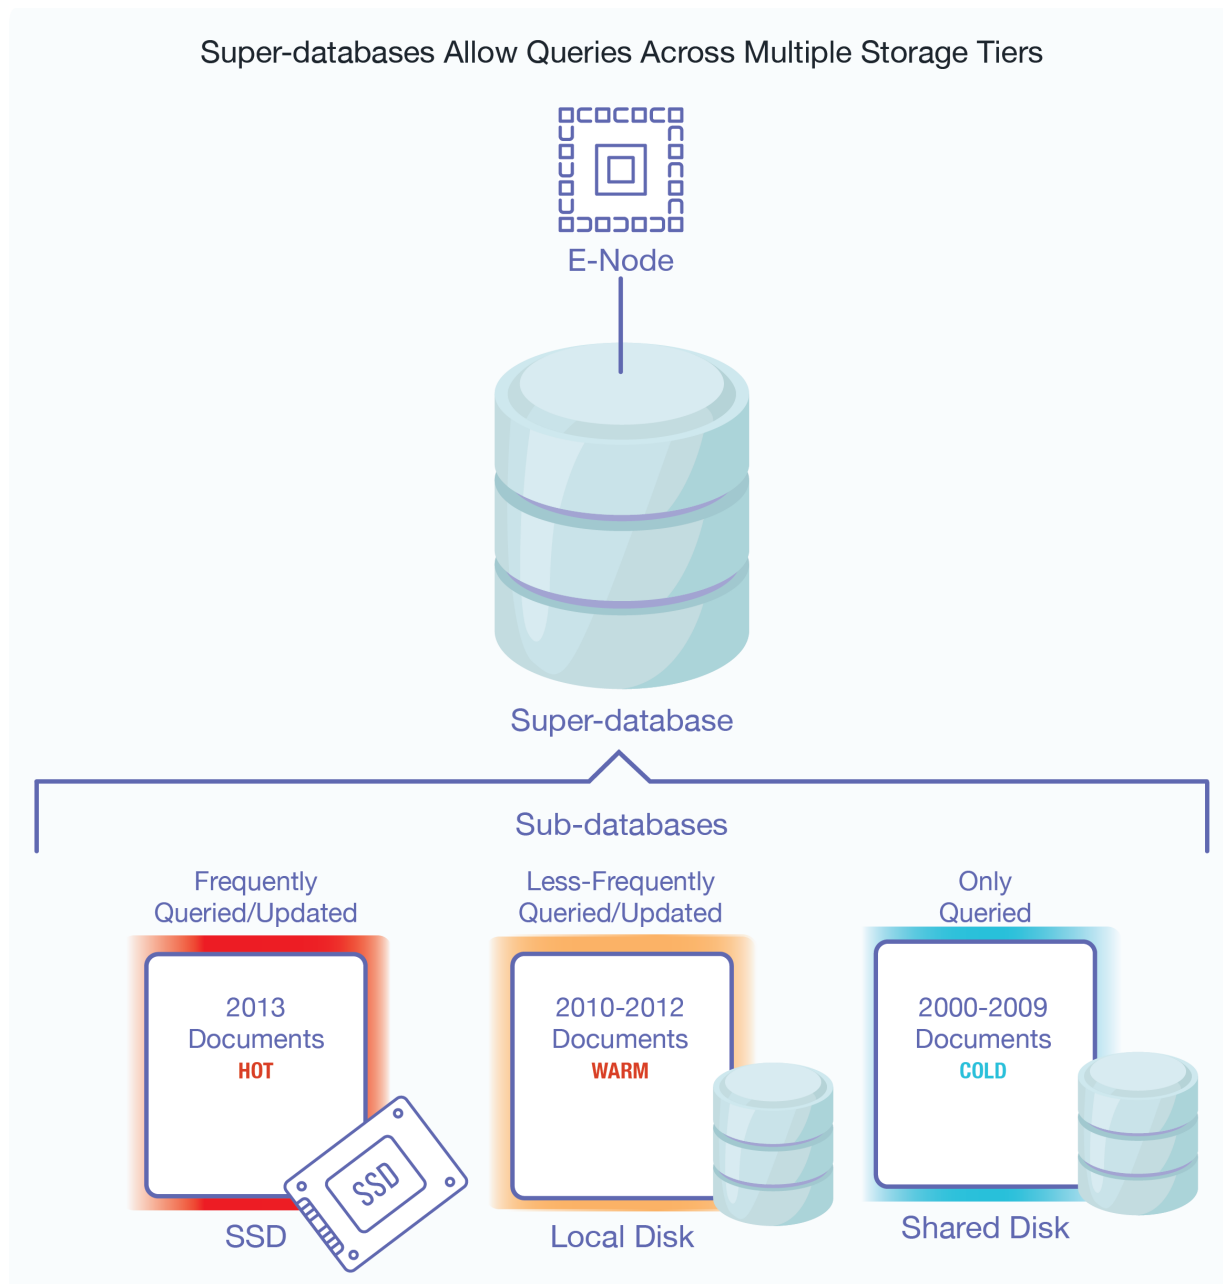 Super-databases Allow Queries Across Multiple Storage Tiers
E-Node
Super-database
Sub-databases
Frequently
Queried/Updated
2013
Documents
HOT
SSD
SSD
Less-Frequently
Queried/Updated
2010-2012
Documents
WARM
Local Disk
Only
Queried
2000-2009
Documents
COLD
Shared Disk